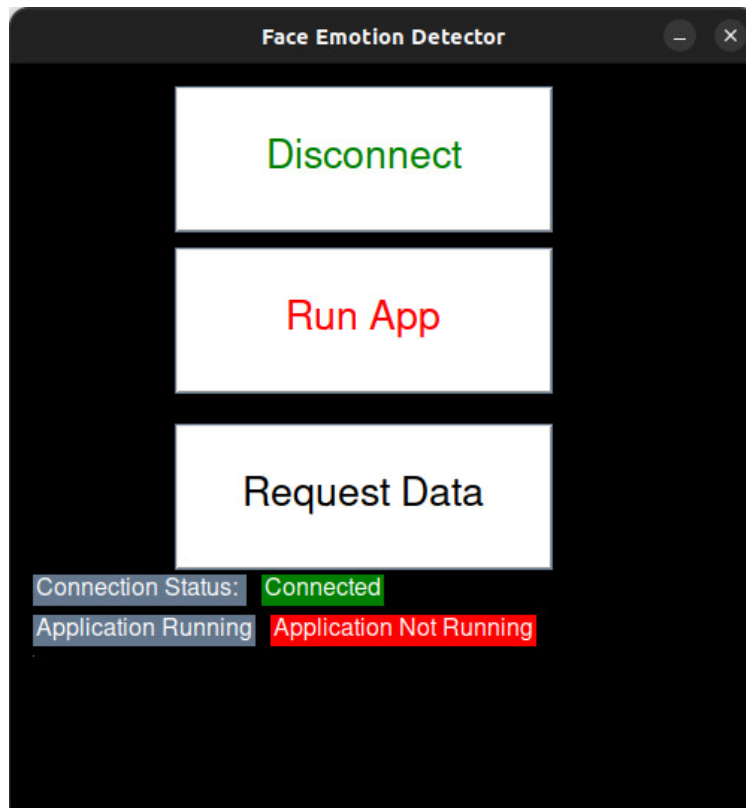 Face Emotion Detector
Disconnect
Run App
Request Data
Connection Status: Connected
Application Running Application Not Running